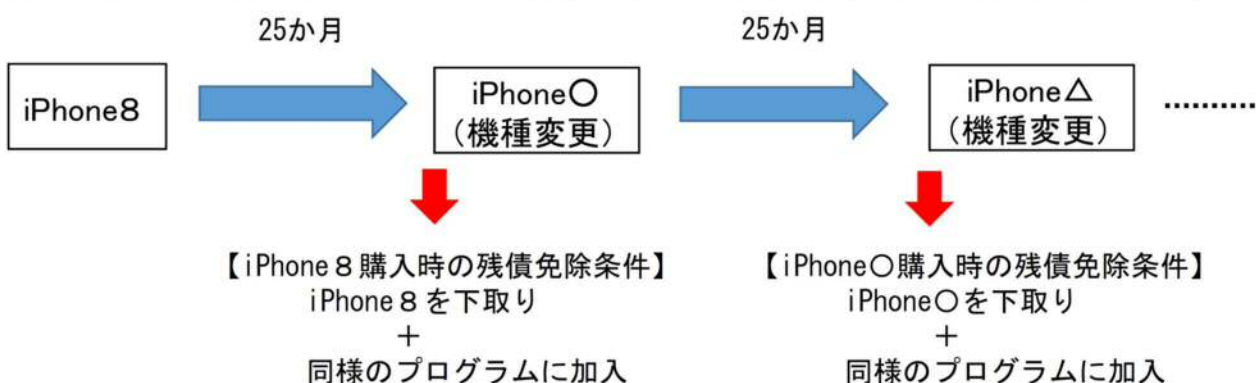 25か月
25か月
iPhone8
iPhone〇
(機種変更)
iPhone△
(機種変更)
‥‥‥‥‥
【iPhone８購入時の残債免除条件】
iPhone８を下取り
＋
同様のプログラムに加入
【iPhone〇購入時の残債免除条件】
iPhone〇を下取り
＋
同様のプログラムに加入